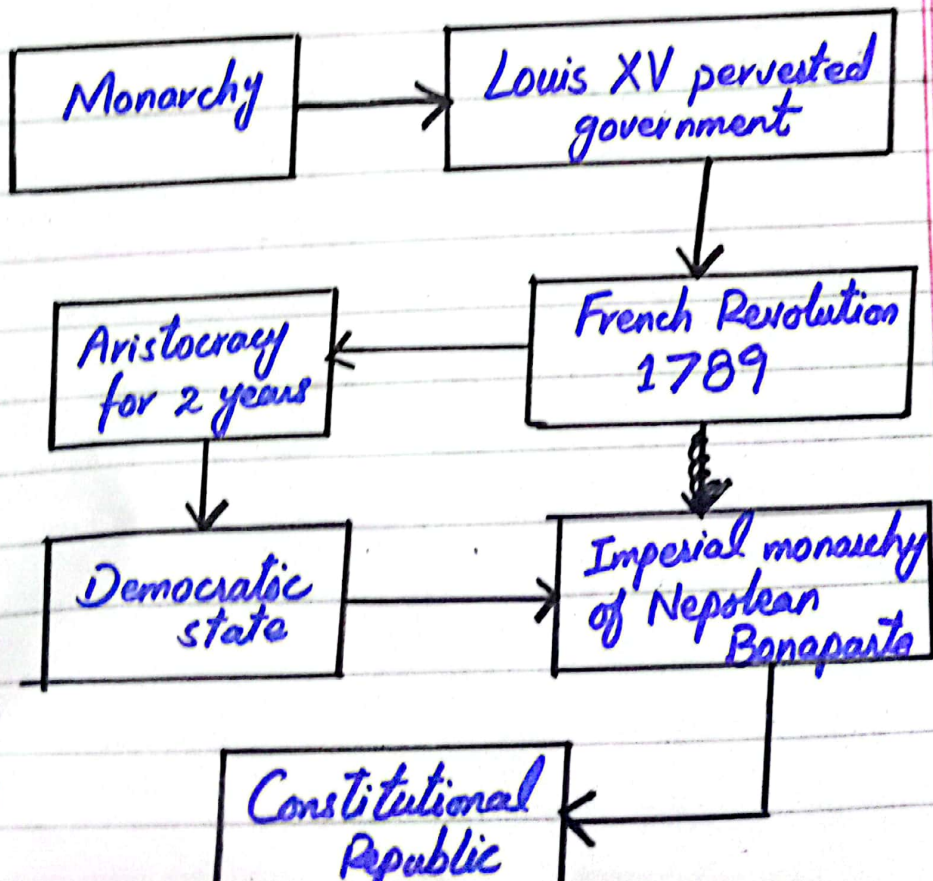 Monarchy
Louis XV perverted
government
French Revolution
1789
Aristocracy
for 2 years
Democratic
state
Imperial monarchy
of Nepolean
Bonaparte
Constitutional
Republic